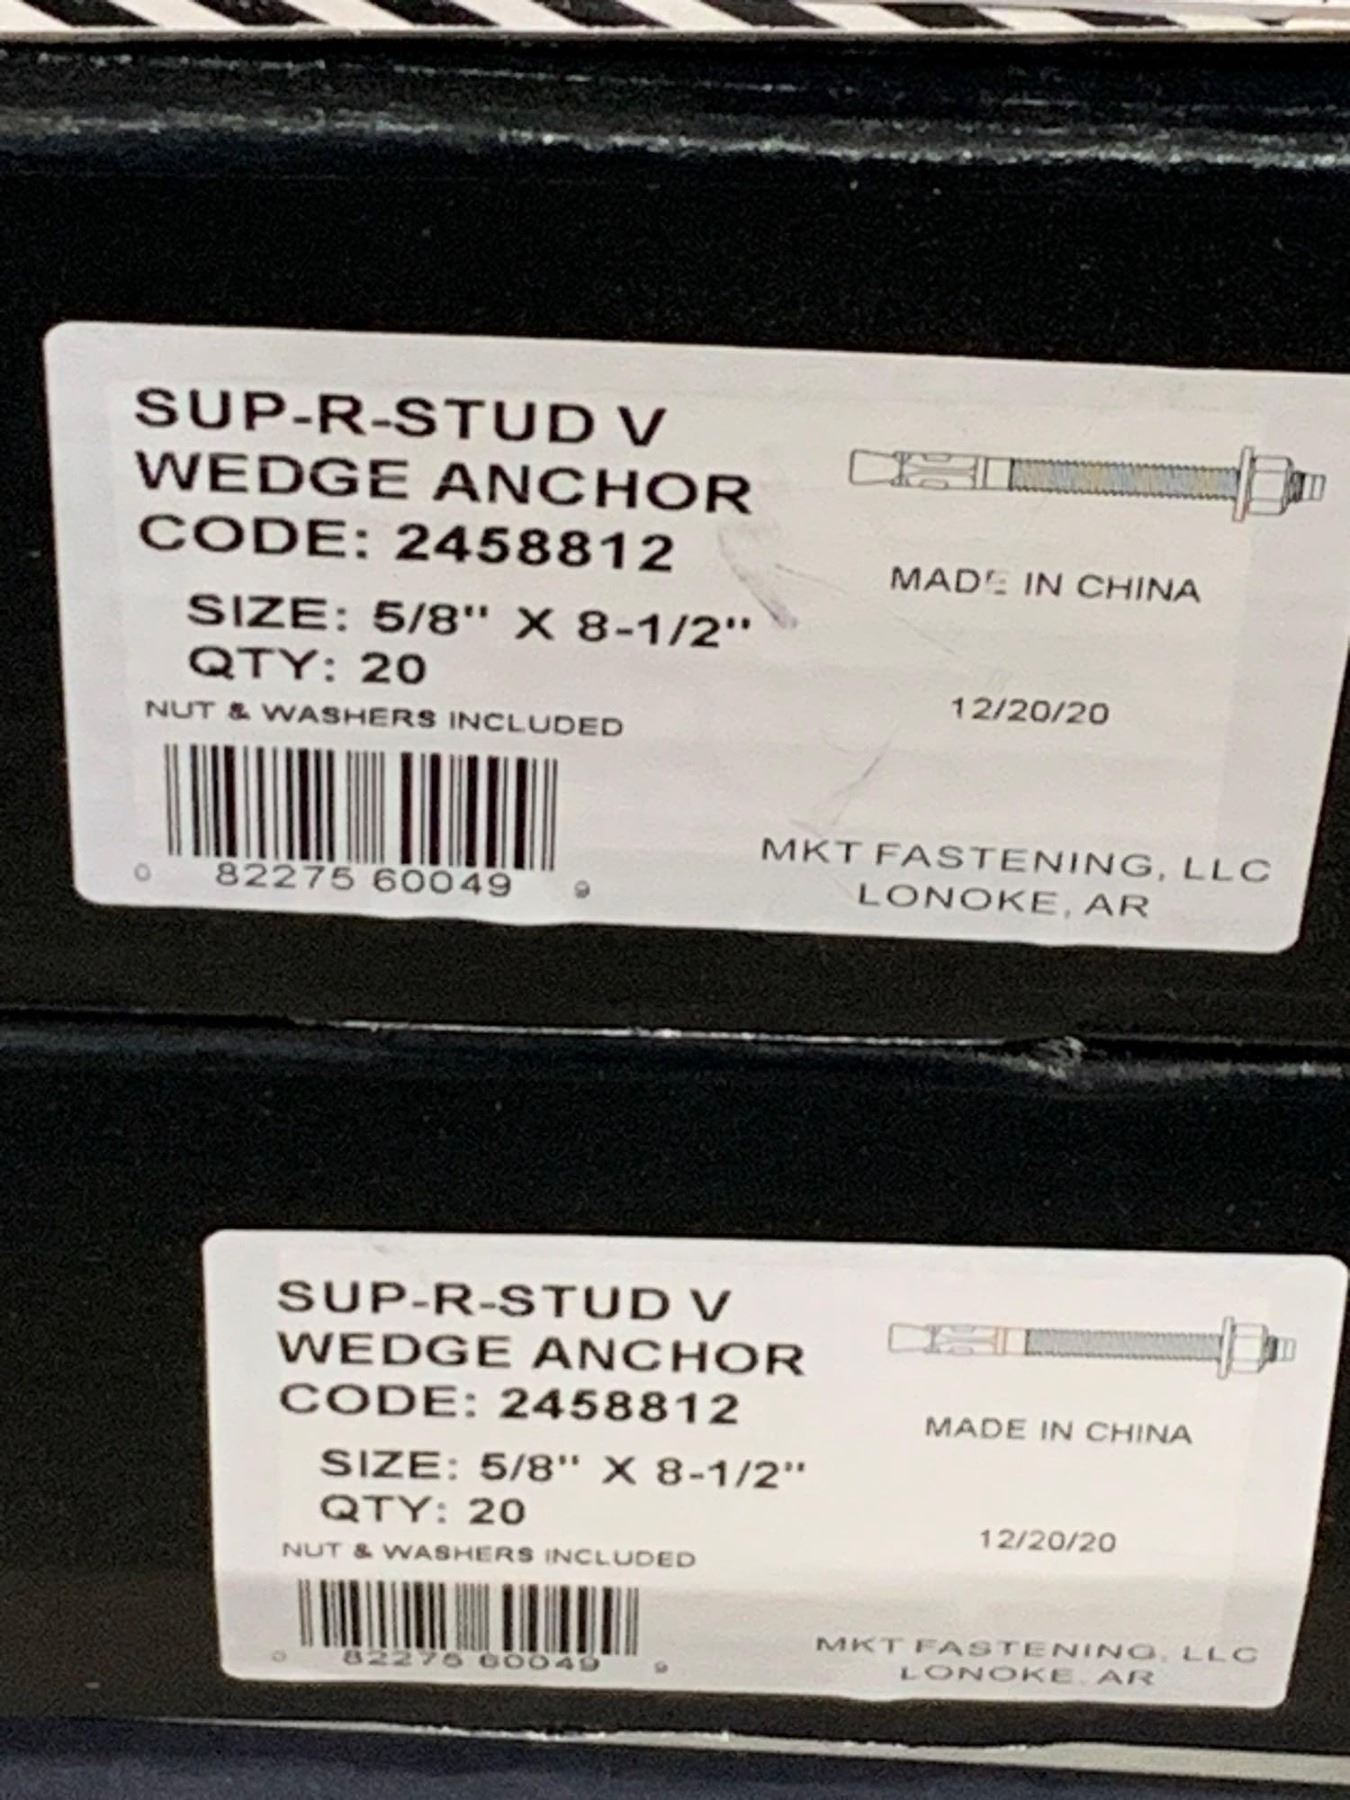 SUP-R-STUD V
WEDGE ANCHOR
CODE: 2458812
SIZE: 5/8" X 8-1/2"
QTY: 20
NUT & WASHERS INCLUDED
0 82275 60049 9
MADE IN CHINA
12/20/20
MKT FASTENING, LLC
LONOKE, AR
SUP-R-STUD V
WEDGE ANCHOR
CODE: 2458812
SIZE: 5/8" X 8-1/2"
QTY: 20
NUT & WASHERS INCLUDED
0 82275 60049 9
MADE IN CHINA
12/20/20
MKT FASTENING, LLC
LONOKE, AR